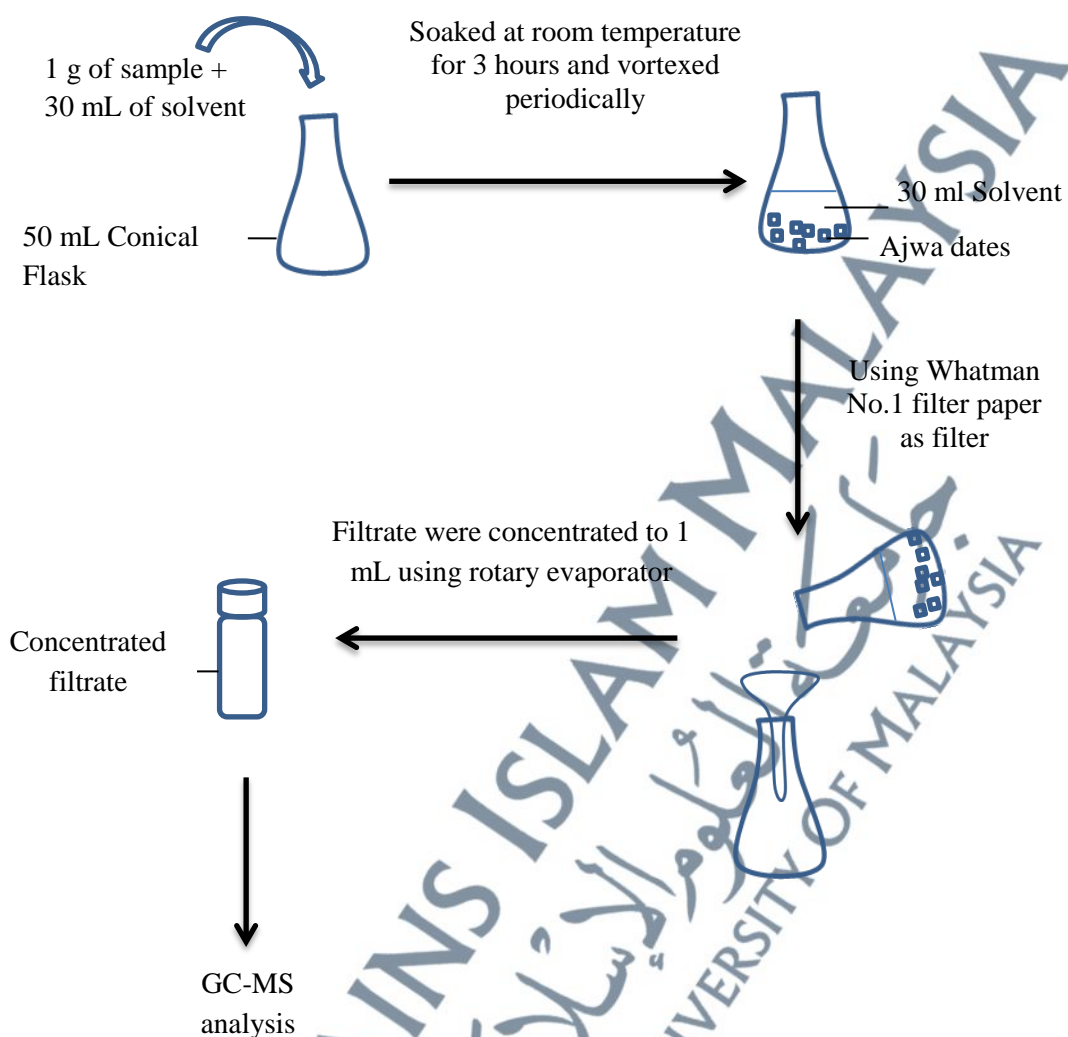 1 g of sample +
30 mL of solvent
Soaked at room temperature
for 3 hours and vortexed
periodically
50 mL Conical
Flask
30 ml Solvent
Ajwa dates
Using Whatman
No.1 filter paper
as filter
Filtrate were concentrated to 1
mL using rotary evaporator
Concentrated
filtrate
GC-MS
analysis
INS ISLAM MALAYSIA
IVERSITY OF MALAYSIA